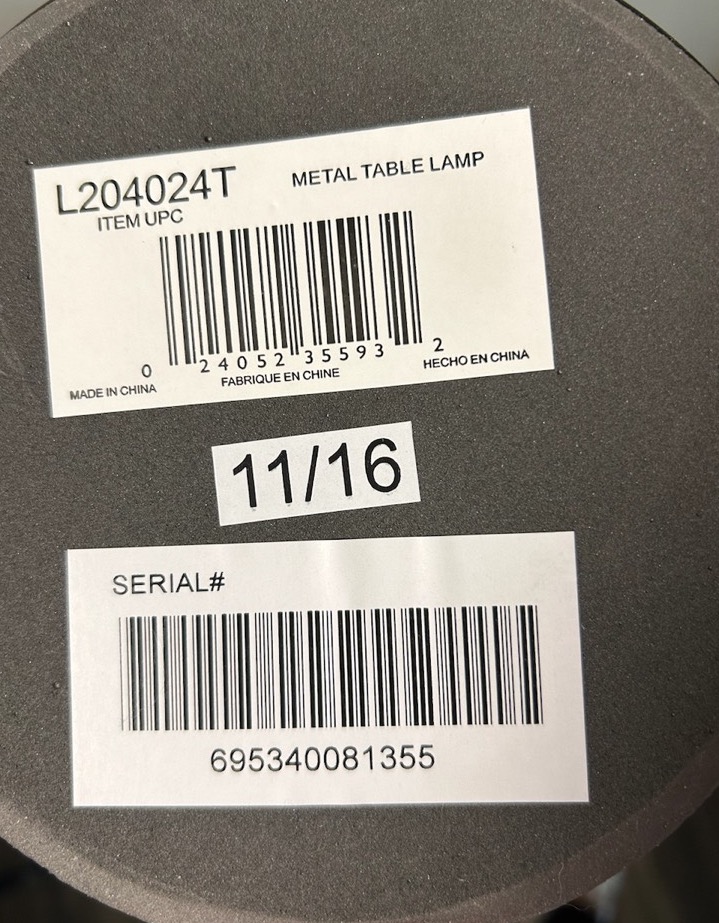 L204024T METAL TABLE LAMP
ITEM UPC
0 24052 35593 2
MADE IN CHINA FABRIQUE EN CHINE HECHO EN CHINA
11/16
SERIAL#
695340081355